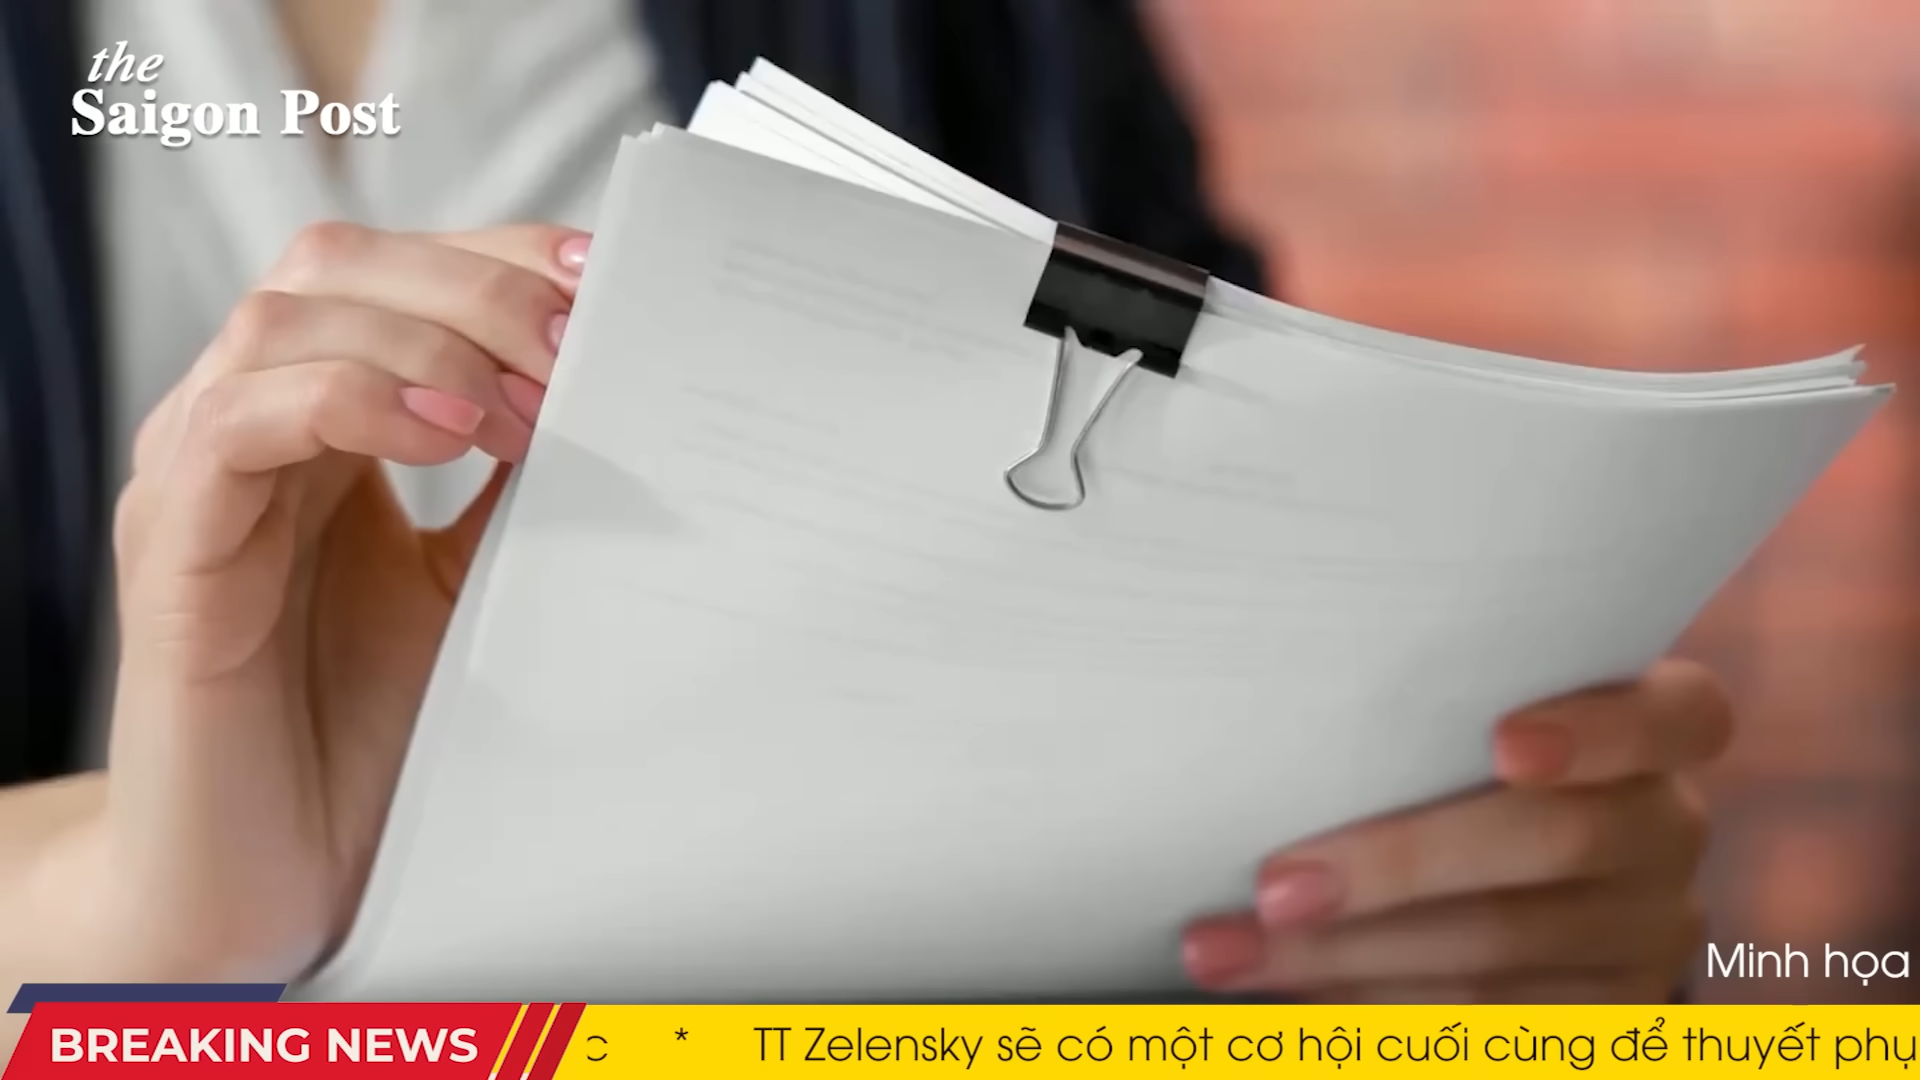 the
Saigon Post
Minh họa
BREAKING NEWS
c * TT Zelensky sẽ có một cơ hội cuối cùng để thuyết phụ